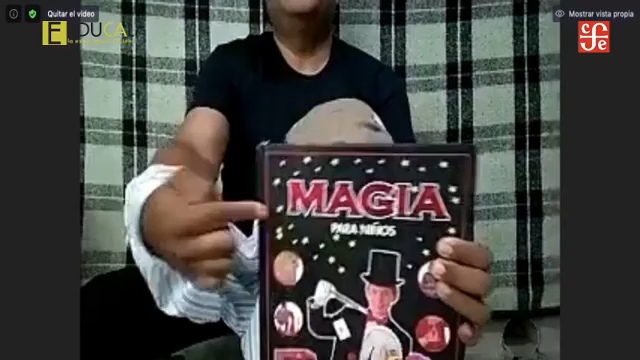 Quitar el video
Mostrar vista propia
EDUCA
MAGIA
PARA NIÑOS